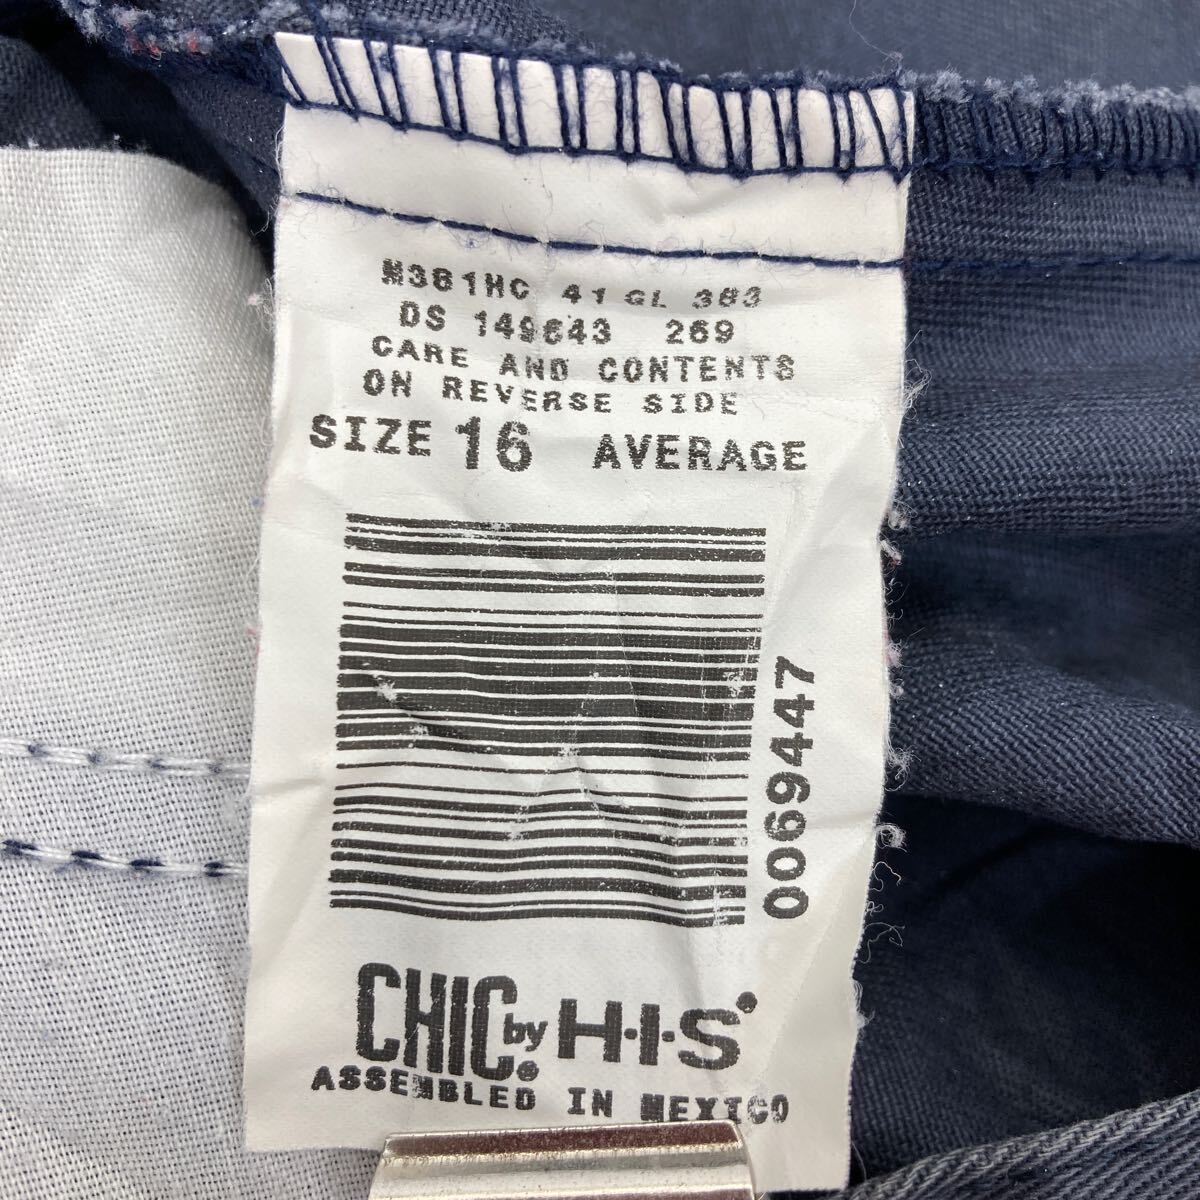 M381HC 41 GL 383
DS 149643 269
CARE AND CONTENTS
ON REVERSE SIDE
SIZE 16 AVERAGE
0069447
CHIC. by H·I·S®
ASSEMBLED IN MEXICO